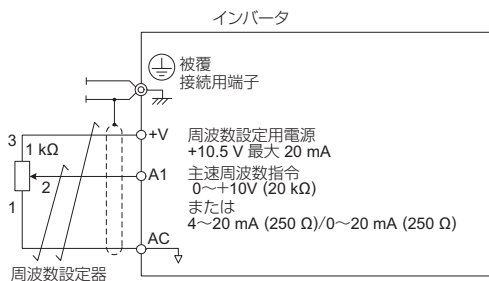 インバータ
被覆
接続用端子
3
1 kΩ
2
1
+V
周波数設定用電源
+10.5 V 最大 20 mA
A1
主速周波数指令
0～+10V (20 kΩ)
または
4～20 mA (250 Ω)/0～20 mA (250 Ω)
AC
周波数設定器